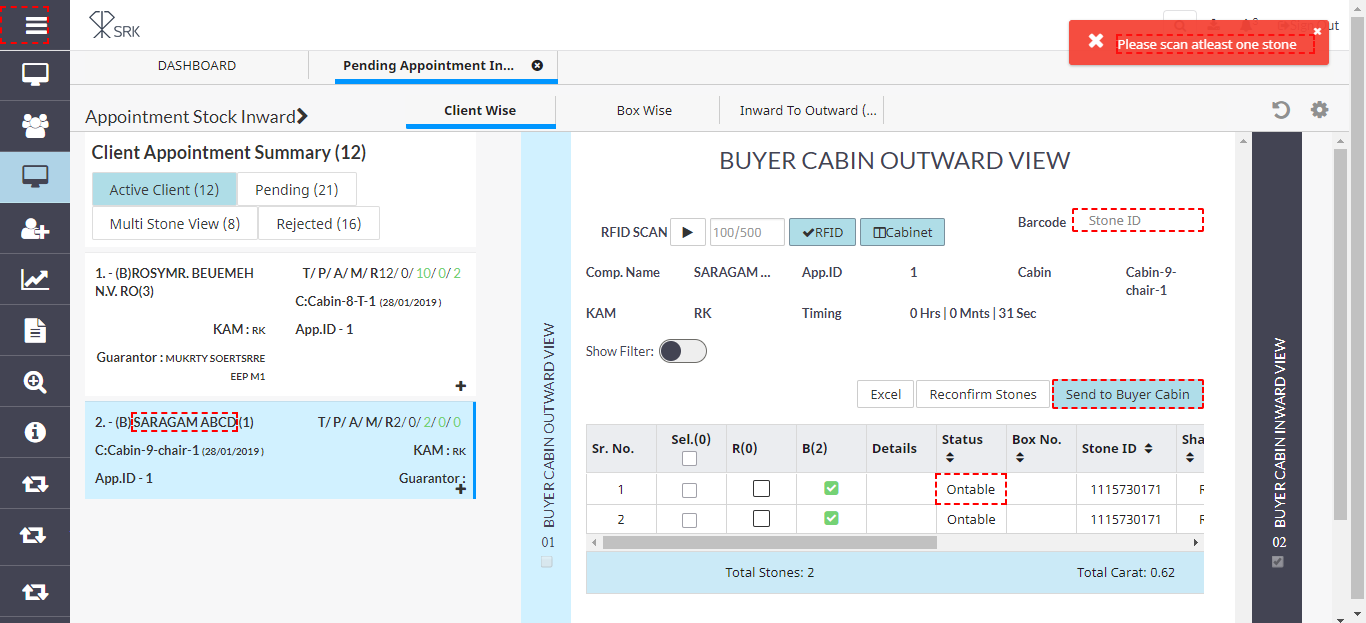 SRK
Please scan atleast one stone
DASHBOARD
Pending Appointment In...
Appointment Stock Inward
Client Wise
Box Wise
Inward To Outward (...
Client Appointment Summary (12)
Active Client (12)
Pending (21)
Multi Stone View (8)
Rejected (16)
1. - (B)ROSYMR. BEUEMEH N.V. RO(3)
T/ P/ A/ M/ R12/ 0/ 10/ 0/ 2
C:Cabin-8-T-1 (28/01/2019 )
KAM : RK
App.ID - 1
Guarantor : MUKRTY SOERTSRRE
EEP M1
2. - (B)SARAGAM ABCD(1)
T/ P/ A/ M/ R2/ 0/ 2/ 0/ 0
C:Cabin-9-chair-1 (28/01/2019 )
KAM : RK
App.ID - 1
Guarantor :
BUYER CABIN OUTWARD VIEW
01
BUYER CABIN OUTWARD VIEW
RFID SCAN
100/500
RFID
Cabinet
Barcode
Stone ID
Comp. Name
SARAGAM ...
App.ID
1
Cabin
Cabin-9-
chair-1
KAM
RK
Timing
0 Hrs | 0 Mnts | 31 Sec
Show Filter:
Excel
Reconfirm Stones
Send to Buyer Cabin
Sr. No.
Sel.(0)
R(0)
B(2)
Details
Status
Box No.
Stone ID
Sha
1
Ontable
1115730171
2
Ontable
1115730171
Total Stones: 2
Total Carat: 0.62
BUYER CABIN INWARD VIEW
02